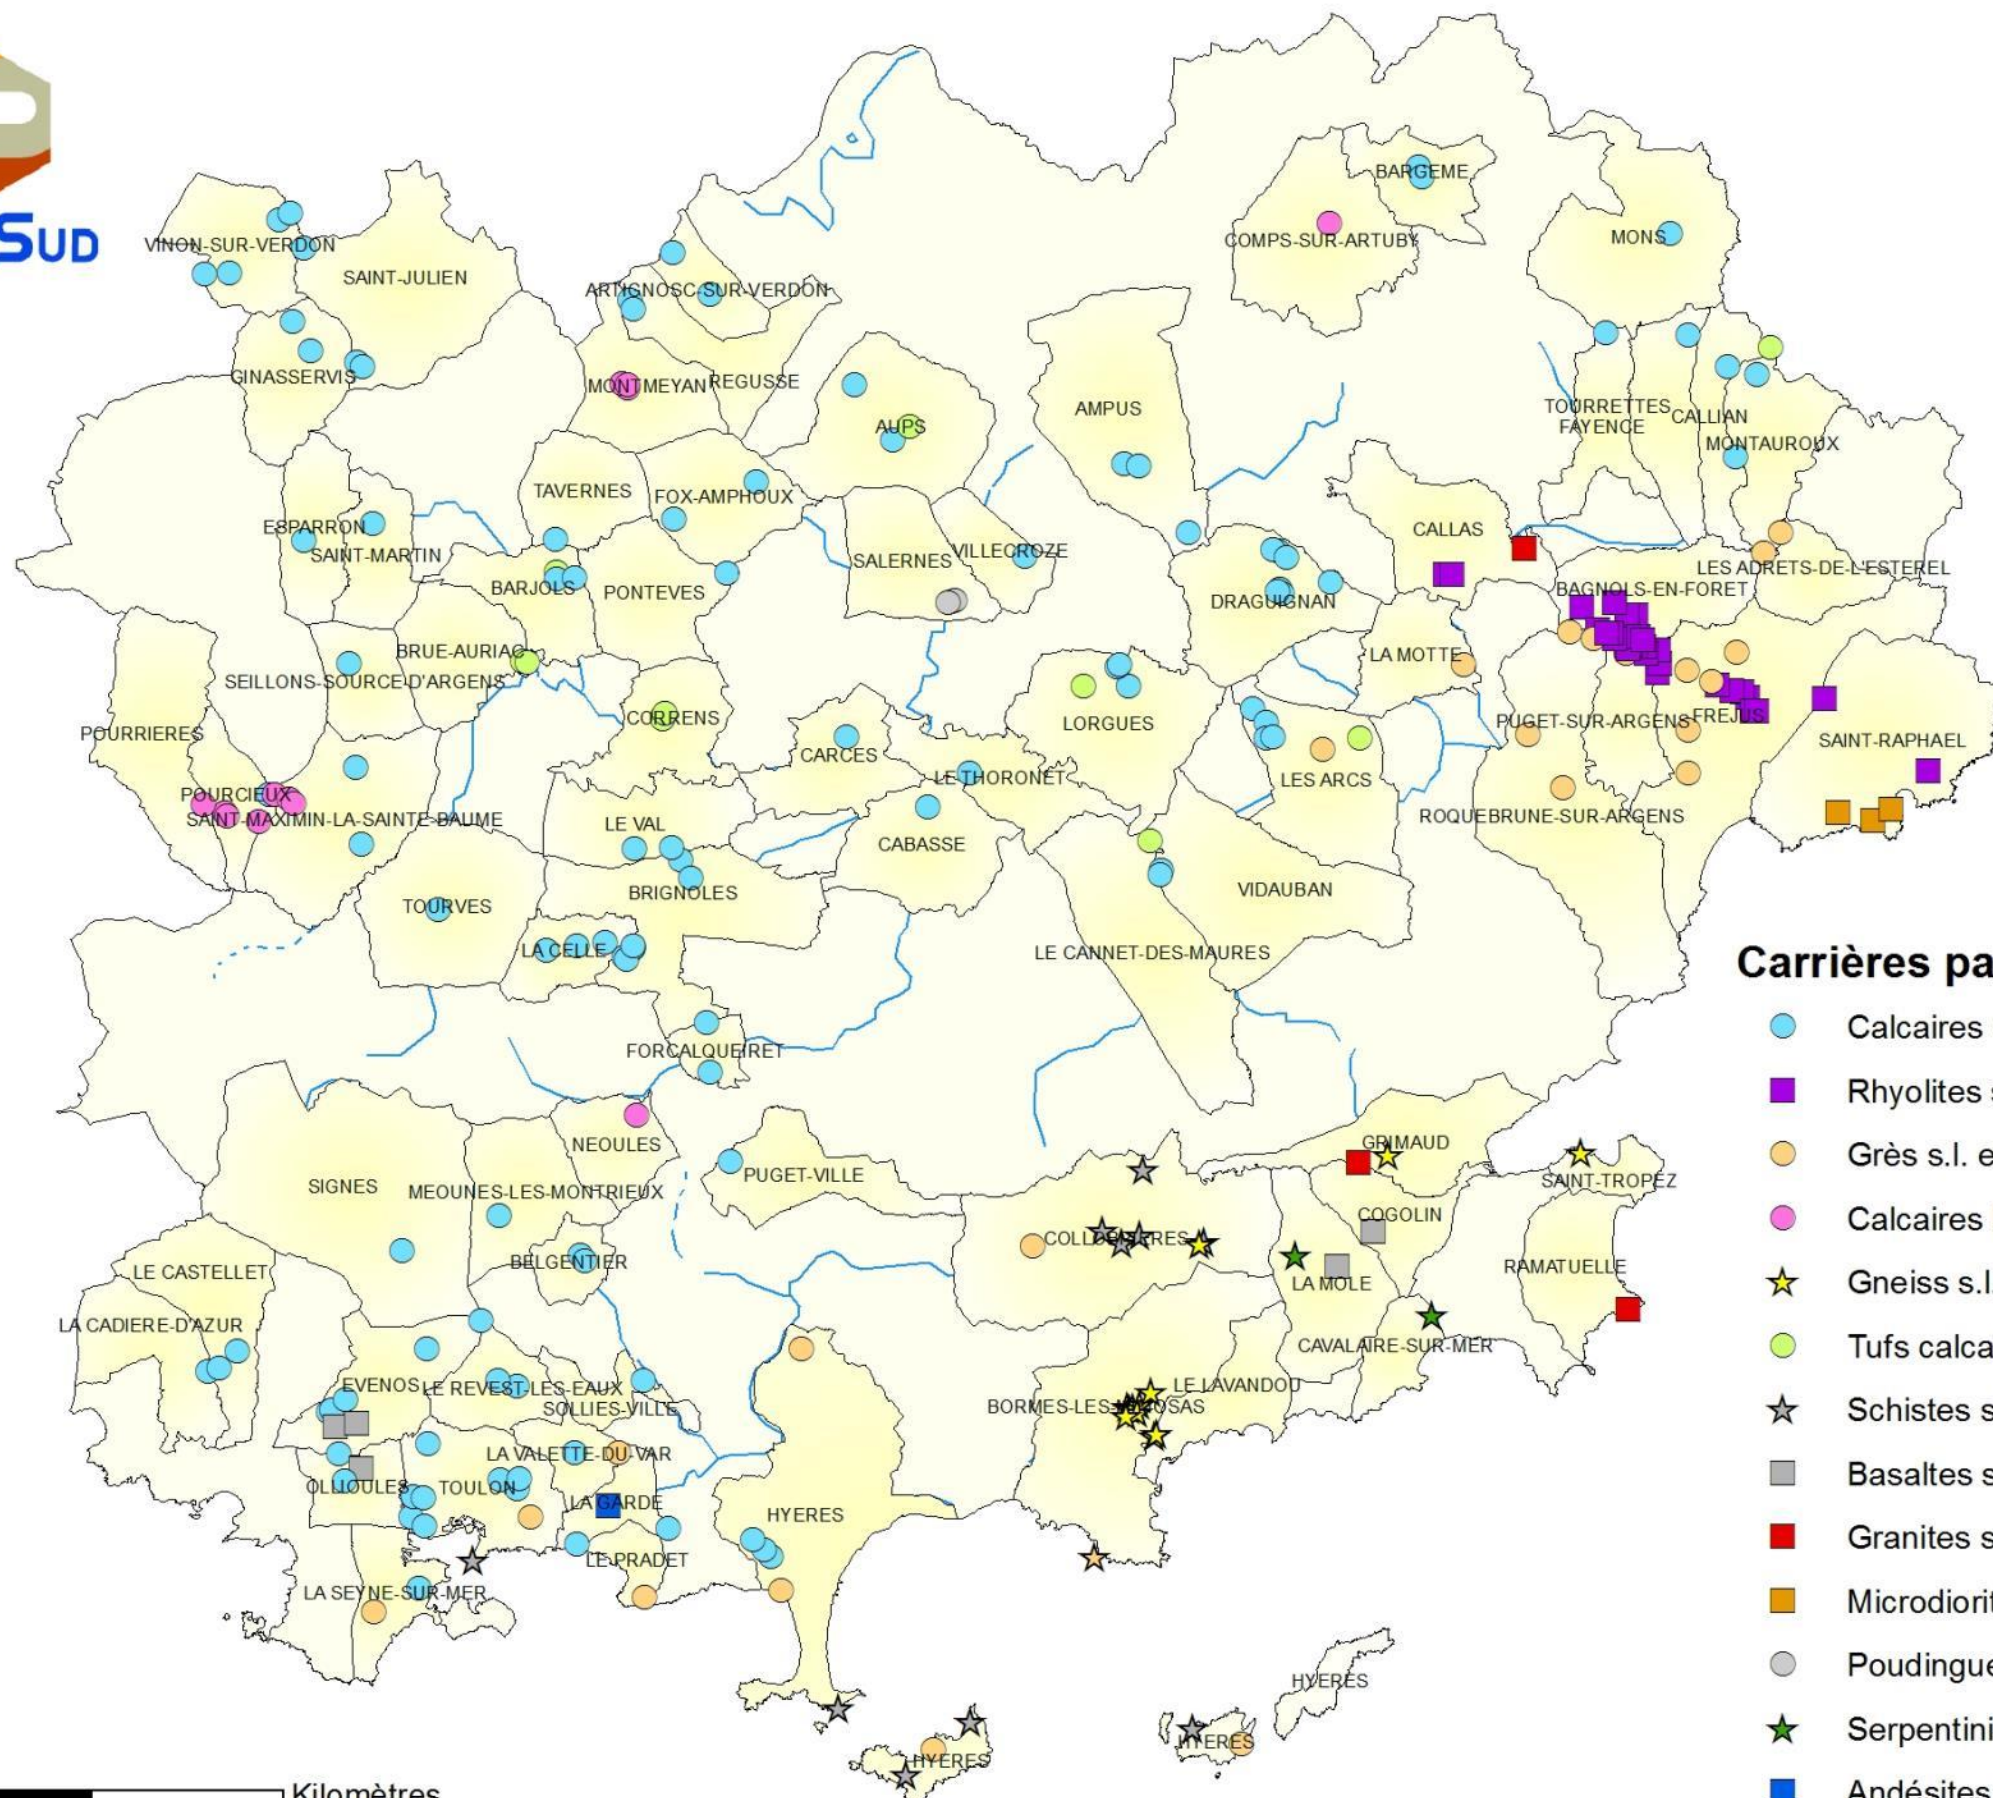 SUD
BARGEME
COMPS-SUR-ARTUBY
MONS
VINON-SUR-VERDON
SAINT-JULIEN
ARTIGNOSC-SUR-VERDON
GINASSERVIS
MONTMEYAN
REGUSSE
AUPS
AMPUS
TOURRETTES
FAYENCE
CALLIAN
MONTAUROUX
TAVERNES
FOX-AMPHOUX
ESPARRON
SAINT-MARTIN
SALERNES
VILLECROZE
CALLAS
LES ADRETS-DE-L'ESTEREL
BARJOLS
PONTEVES
DRAGUIGNAN
BAGNOLS-EN-FORET
BRUE-AURIAC
LA MOTTE
SEILLONS-SOURCE-D'ARGENS
CORRENS
LORGUES
PUGET-SUR-ARGENS
FREJUS
POURRIERES
CARCES
LE THORONET
LES ARCS
SAINT-RAPHAEL
POURCIEUX
SAINT-MAXIMIN-LA-SAINTE-BAUME
LE VAL
CABASSE
ROQUEBRUNE-SUR-ARGENS
TOURVES
BRIGNOLES
VIDAUBAN
LA CELLE
LE CANNET-DES-MAURES
FORCALQUEIRET
NEOULES
GRIMAUD
PUGET-VILLE
SIGNES
MEOUNES-LES-MONTRIEUX
SAINT-TROPEZ
COGOLIN
COLLOBRIERES
BELGENTIER
LE CASTELLET
LA MOLE
RAMATUELLE
LA CADIERE-D'AZUR
CAVALAIRE-SUR-MER
EVENOS
LE REVEST-LES-EAUX
SOLLIES-VILLE
LE LAVANDOU
BORMES-LES-MIMOSAS
LA VALETTE-DU-VAR
OLLIOULES
TOULON
LA GARDE
HYERES
LE PRADET
LA SEYNE-SUR-MER
HYERES
HYERES
HYERES
Kilomètres
Carrières pa
Calcaires
Rhyolites s
Grès s.l. e
Calcaires
Gneiss s.l.
Tufs calca
Schistes s
Basaltes s
Granites s
Microdiorit
Poudingue
Serpentini
Andésites